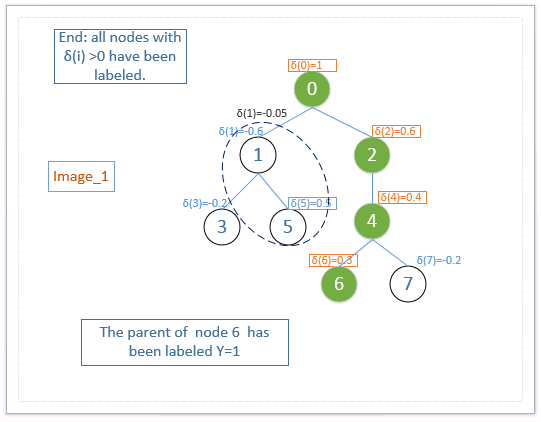 End: all nodes with
δ(i) >0 have been
labeled.
δ(0)=1
0
δ(1)=-0.05
δ(1)=-0.6
δ(2)=0.6
1
2
Image_1
δ(3)=-0.2
δ(5)=0.5
δ(4)=0.4
3
5
4
δ(6)=0.3
δ(7)=-0.2
6
7
The parent of node 6 has
been labeled Y=1